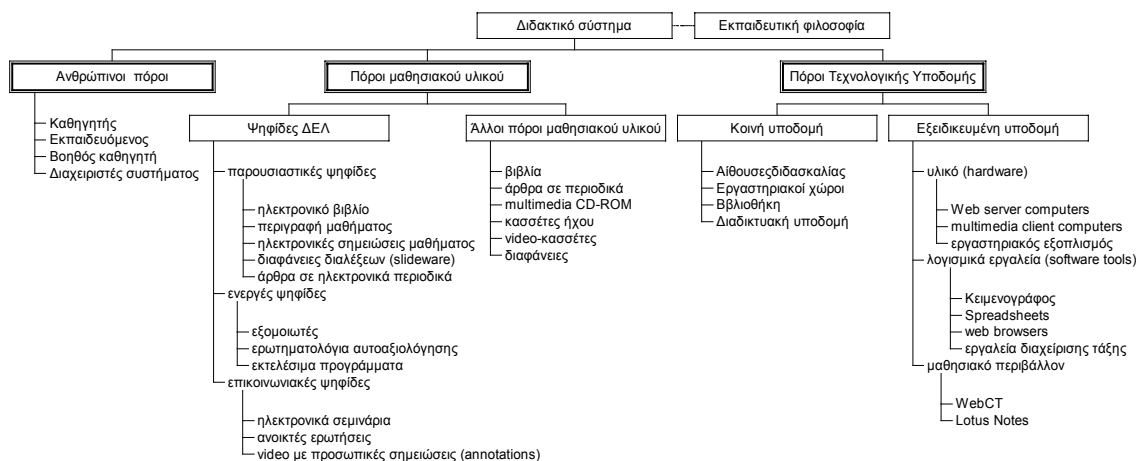 Διδακτικό σύστημα
Εκπαιδευτική φιλοσοφία
Ανθρώπινοι πόροι
Πόροι μαθησιακού υλικού
Πόροι Τεχνολογικής Υποδομής
Καθηγητής
Εκπαιδευόμενος
Βοηθός καθηγητή
Διαχειριστές συστήματος
Ψηφίδες ΔΕΛ
παρουσιαστικές ψηφίδες
ηλεκτρονικό βιβλίο
περιγραφή μαθήματος
ηλεκτρονικές σημειώσεις μαθήματος
διαφάνειες διαλέξεων (slideware)
άρθρα σε ηλεκτρονικά περιοδικά
ενεργές ψηφίδες
εξομοιωτές
ερωτηματολόγια αυτοαξιολόγησης
εκτελέσιμα προγράμματα
επικοινωνιακές ψηφίδες
ηλεκτρονικά σεμινάρια
ανοικτές ερωτήσεις
video με προσωπικές σημειώσεις (annotations)
Άλλοι πόροι μαθησιακού υλικού
βιβλία
άρθρα σε περιοδικά
multimedia CD-ROM
κασσέτες ήχου
video-κασσέτες
διαφάνειες
Κοινή υποδομή
Αίθουσεςδιδασκαλίας
Εργαστηριακοί χώροι
Ββλιοθήκη
Διαδικτυακή υποδομή
Εξειδικευμένη υποδομή
υλικό (hardware)
Web server computers
multimedia client computers
εργαστηριακός εξοπλισμός
λογισμικά εργαλεία (software tools)
Κειμενογράφος
Spreadsheets
web browsers
εργαλεία διαχείρισης τάξης
μαθησιακό περιβάλλον
WebCT
Lotus Notes